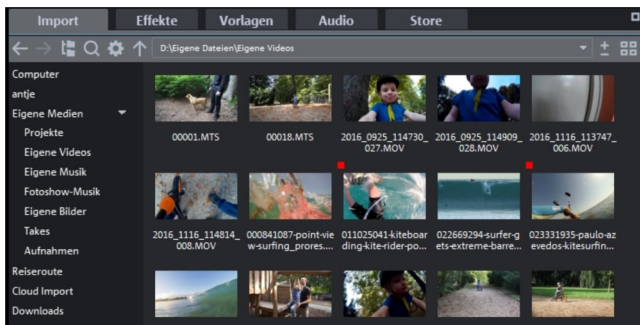 Import Effekte Vorlagen Audio Store
D:\Eigene Dateien\Eigene Videos
Computer
antje
Eigene Medien
Projekte
Eigene Videos
Eigene Musik
Fotoshow-Musik
Eigene Bilder
Takes
Aufnahmen
Reiseroute
Cloud Import
Downloads
00001.MTS
00018.MTS
2016_0925_114730_
027.MOV
2016_0925_114909_
028.MOV
2016_1116_113747_
006.MOV
2016_1116_114814_
008.MOV
000841087-point-vie
w-surfing_prores....
011025041-kiteboar
ding-kite-rider-po...
022669294-surfer-g
ets-extreme-barre...
023331935-paulo-az
evedos-kitesurfin...